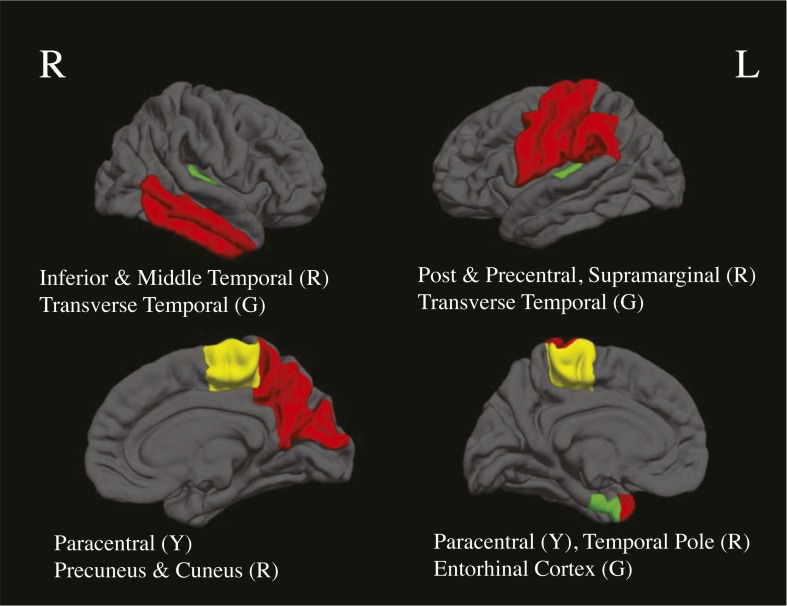 R
L
Inferior & Middle Temporal (R)
Transverse Temporal (G)
Post & Precentral, Supramarginal (R)
Transverse Temporal (G)
Paracentral (Y)
Precuneus & Cuneus (R)
Paracentral (Y), Temporal Pole (R)
Entorhinal Cortex (G)